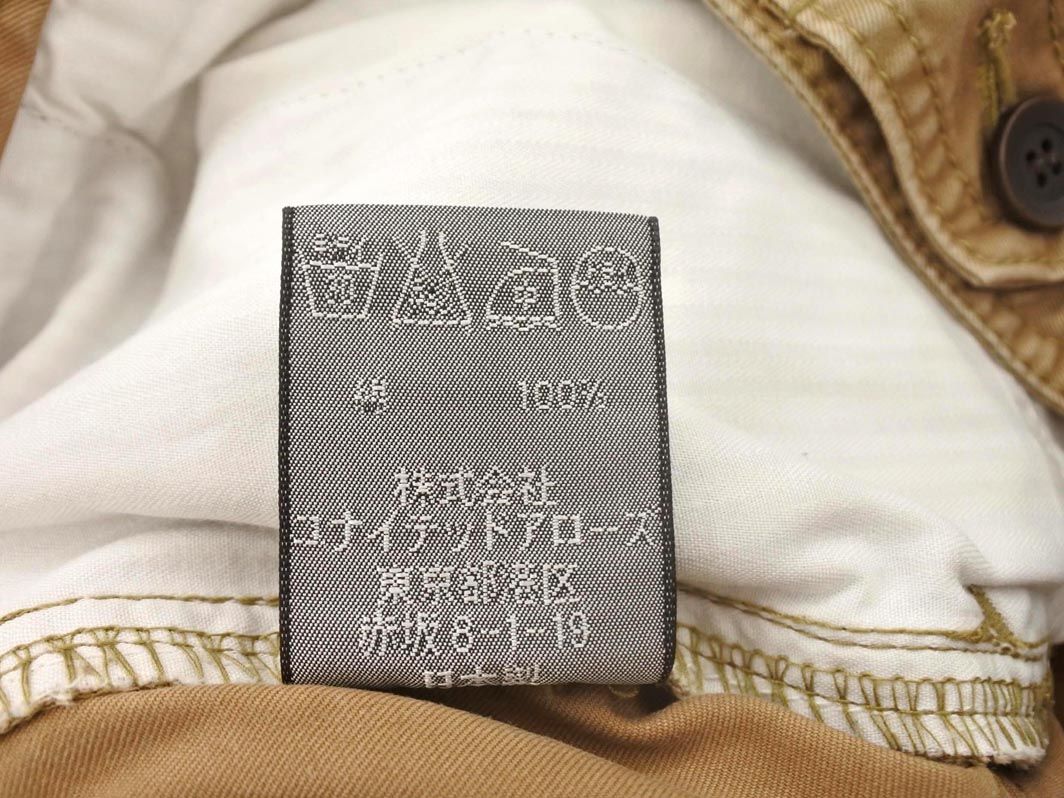 綿 100%
株式会社
ユナイテッドアローズ
東京都港区
赤坂8-1-19
日本製